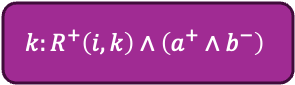 k: R⁺(i, k) ∧ (a⁺ ∧ b⁻)